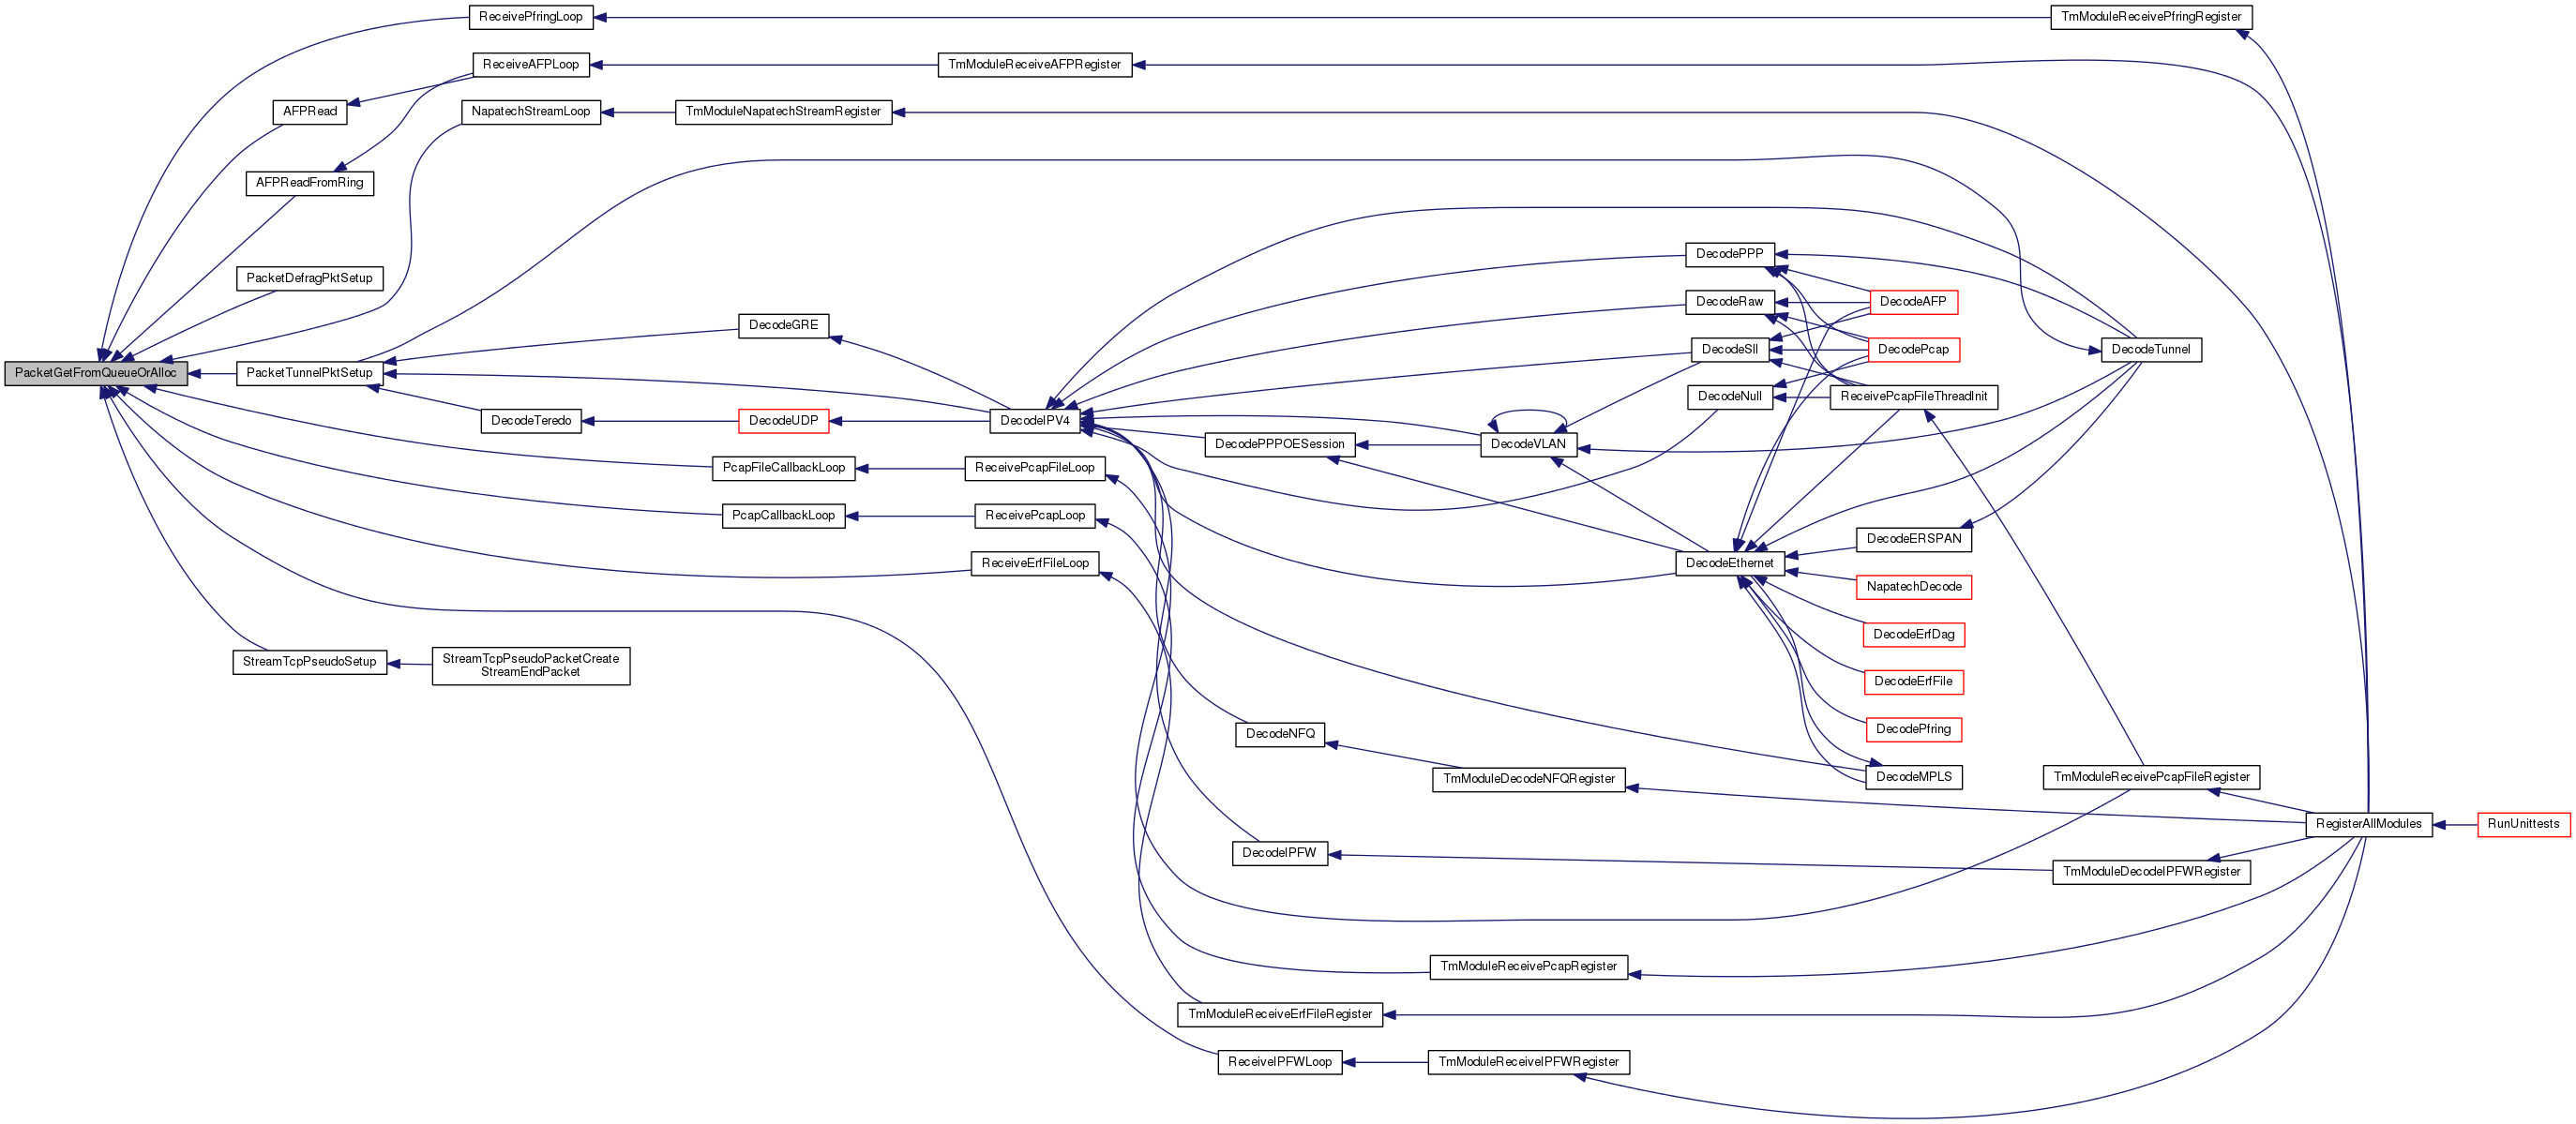 ReceivePfringLoop
TmModuleReceivePfringRegister
ReceiveAFPLoop
TmModuleReceiveAFPRegister
AFPRead
NapatechStreamLoop
TmModuleNapatechStreamRegister
AFPReadFromRing
DecodePPP
PacketDefragPktSetup
DecodeRaw
DecodeAFP
DecodeGRE
DecodeSll
DecodePcap
DecodeTunnel
PacketGetFromQueueOrAlloc
PacketTunnelPktSetup
DecodeNull
ReceivePcapFileThreadInit
DecodeTeredo
DecodeUDP
DecodeIPV4
DecodePPPOESession
DecodeVLAN
PcapFileCallbackLoop
ReceivePcapFileLoop
PcapCallbackLoop
ReceivePcapLoop
DecodeERSPAN
ReceiveErfFileLoop
DecodeEthernet
NapatechDecode
DecodeErfDag
StreamTcpPseudoSetup
StreamTcpPseudoPacketCreate
StreamEndPacket
DecodeErfFile
DecodePfring
DecodeNFQ
TmModuleDecodeNFQRegister
DecodeMPLS
TmModuleReceivePcapFileRegister
RegisterAllModules
RunUnittests
DecodeIPFW
TmModuleDecodeIPFWRegister
TmModuleReceivePcapRegister
TmModuleReceiveErfFileRegister
ReceiveIPFWLoop
TmModuleReceiveIPFWRegister